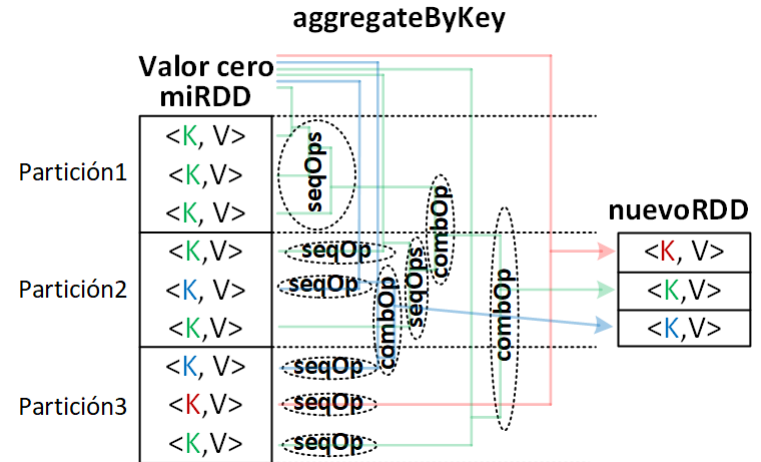 aggregateByKey
Valor cero
miRDD
Partición1
<K, V>
<K,V>
<K, V>
seqOps
combOp
nuevoRDD
Partición2
<K,V>
<K, V>
<K,V>
seqOp
seqOp
combOp
seqOps
combOp
<K, V>
<K,V>
<K,V>
Partición3
<K, V>
<K,V>
<K,V>
seqOp
seqOp
seqOp